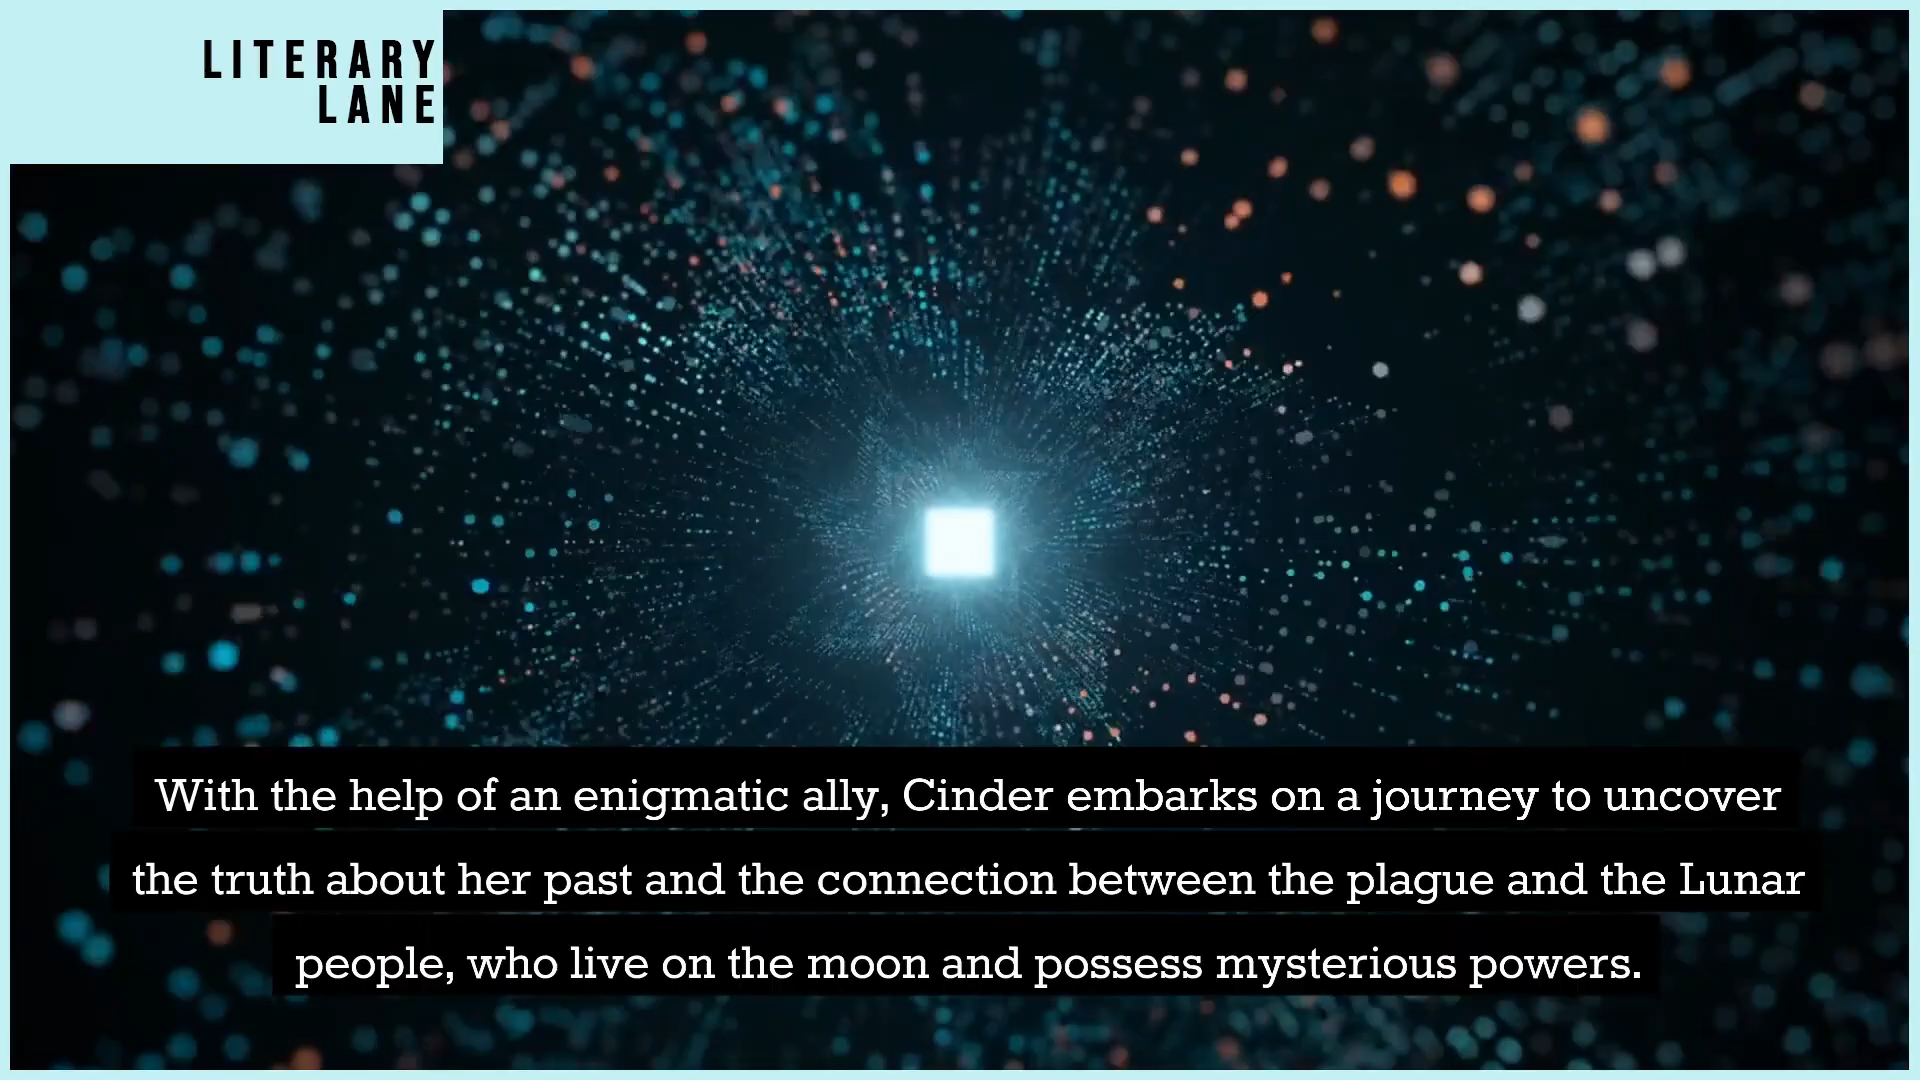 LITERARY
LANE
With the help of an enigmatic ally, Cinder embarks on a journey to uncover
the truth about her past and the connection between the plague and the Lunar
people, who live on the moon and possess mysterious powers.